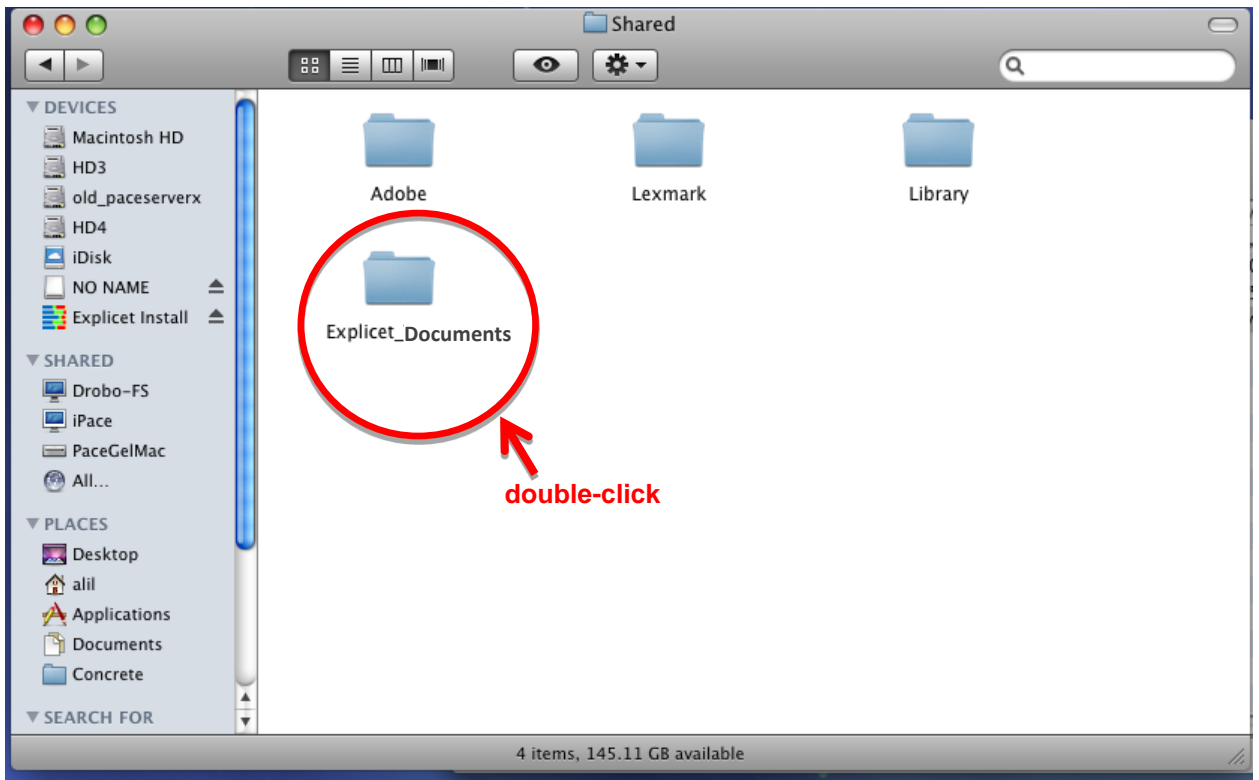 Shared
DEVICES
Macintosh HD
HD3
old_paceserverx
HD4
iDisk
NO NAME
Explicet Install
SHARED
Drobo-FS
iPace
PaceGelMac
All...
PLACES
Desktop
alil
Applications
Documents
Concrete
SEARCH FOR
Adobe
Lexmark
Library
Explicet_Documents
double-click
4 items, 145.11 GB available